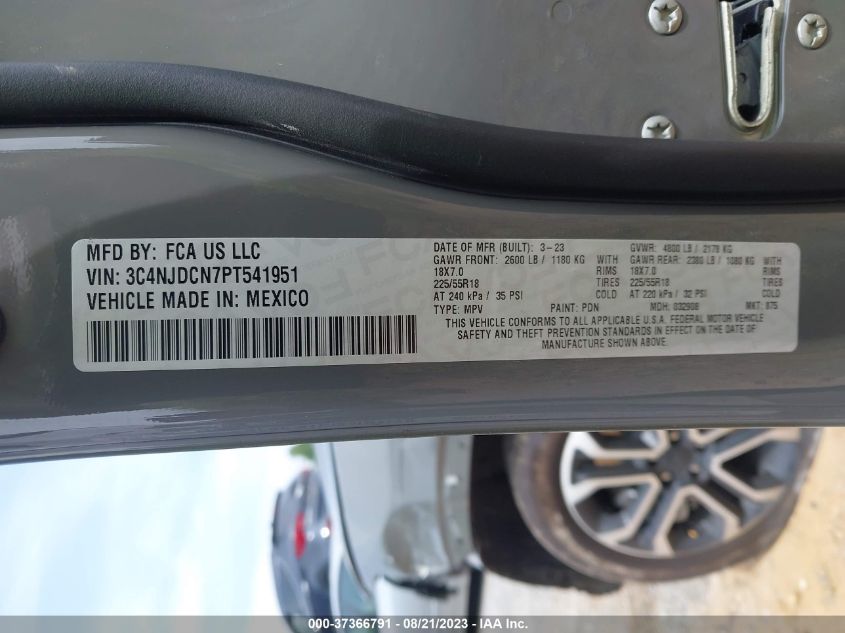 MFD BY: FCA US LLC
VIN: 3C4NJDCN7PT541951
VEHICLE MADE IN: MEXICO
DATE OF MFR (BUILT): 3-23 GVWR: 4800 LB / 2178 KG
GAWR FRONT: 2600 LB / 1180 KG WITH GAWR REAR: 2380 LB / 1080 KG WITH
18X7.0 RIMS 18X7.0 RIMS
225/55R18 TIRES 225/55R18 TIRES
AT 240 kPa / 35 PSI COLD AT 220 kPa / 32 PSI COLD
TYPE: MPV PAINT: PDN MDH: 032908 MKT: 875
THIS VEHICLE CONFORMS TO ALL APPLICABLE U.S.A. FEDERAL MOTOR VEHICLE
SAFETY AND THEFT PREVENTION STANDARDS IN EFFECT ON THE DATE OF
MANUFACTURE SHOWN ABOVE.
000-37366791 - 08/21/2023 - IAA Inc.